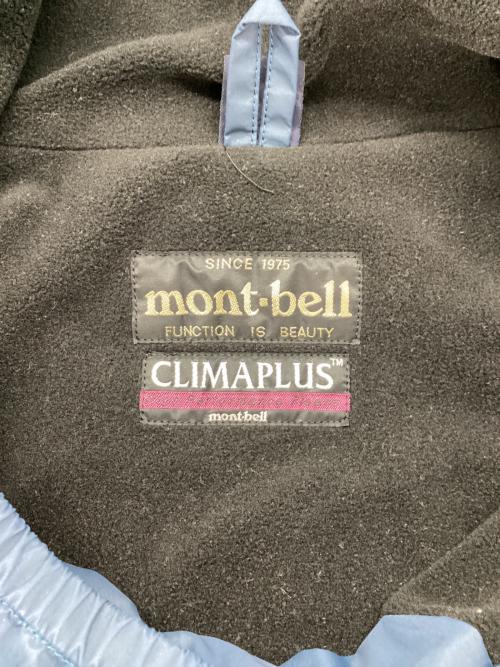 SINCE 1975
mont·bell
FUNCTION IS BEAUTY
CLIMAPLUS™
mont-bell